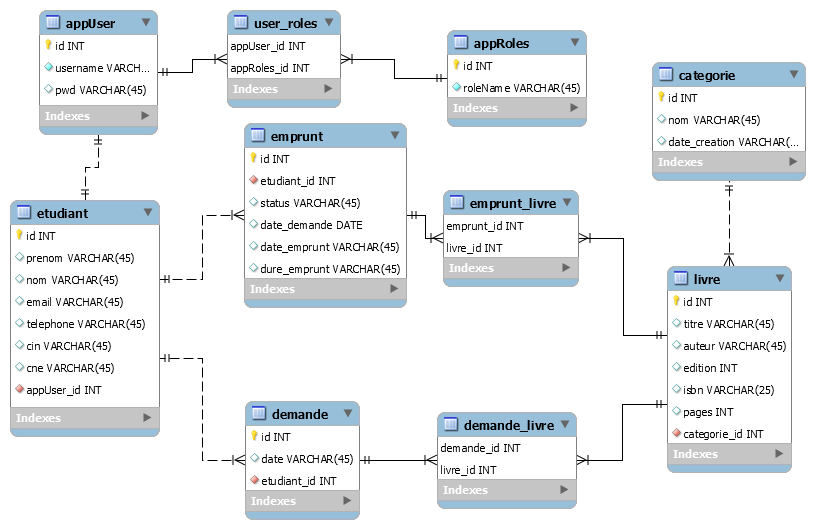 appUser
id INT
username VARCH...
pwd VARCHAR(45)
Indexes
user_roles
appUser_id INT
appRoles_id INT
Indexes
appRoles
id INT
roleName VARCHAR(45)
Indexes
categorie
id INT
nom VARCHAR(45)
date_creation VARCHAR(...
Indexes
emprunt
id INT
etudiant_id INT
status VARCHAR(45)
date_demande DATE
date_emprunt VARCHAR(45)
dure_emprunt VARCHAR(45)
Indexes
emprunt_livre
emprunt_id INT
livre_id INT
Indexes
etudiant
id INT
prenom VARCHAR(45)
nom VARCHAR(45)
email VARCHAR(45)
telephone VARCHAR(45)
cin VARCHAR(45)
cne VARCHAR(45)
appUser_id INT
Indexes
livre
id INT
titre VARCHAR(45)
auteur VARCHAR(45)
edition INT
isbn VARCHAR(25)
pages INT
categorie_id INT
Indexes
demande
id INT
date VARCHAR(45)
etudiant_id INT
Indexes
demande_livre
demande_id INT
livre_id INT
Indexes